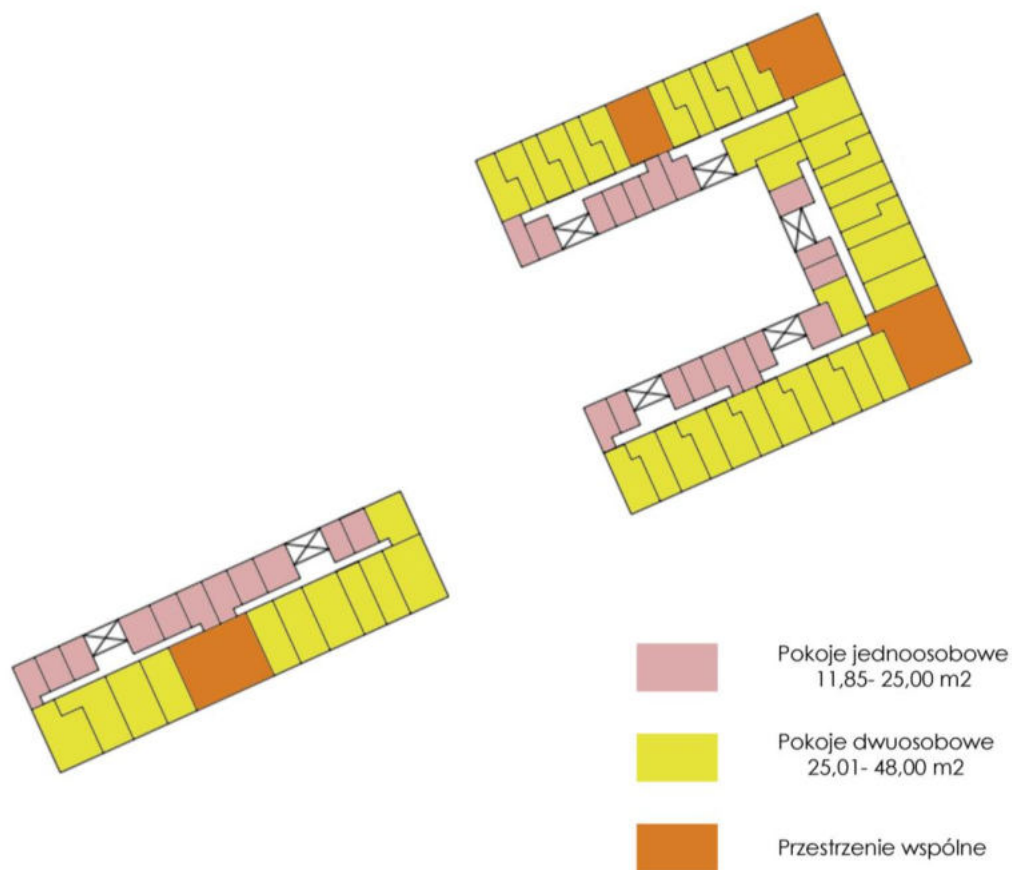 Pokoje jednoosobowe
11,85- 25,00 m2
Pokoje dwuosobowe
25,01- 48,00 m2
Przestrzenie wspólne